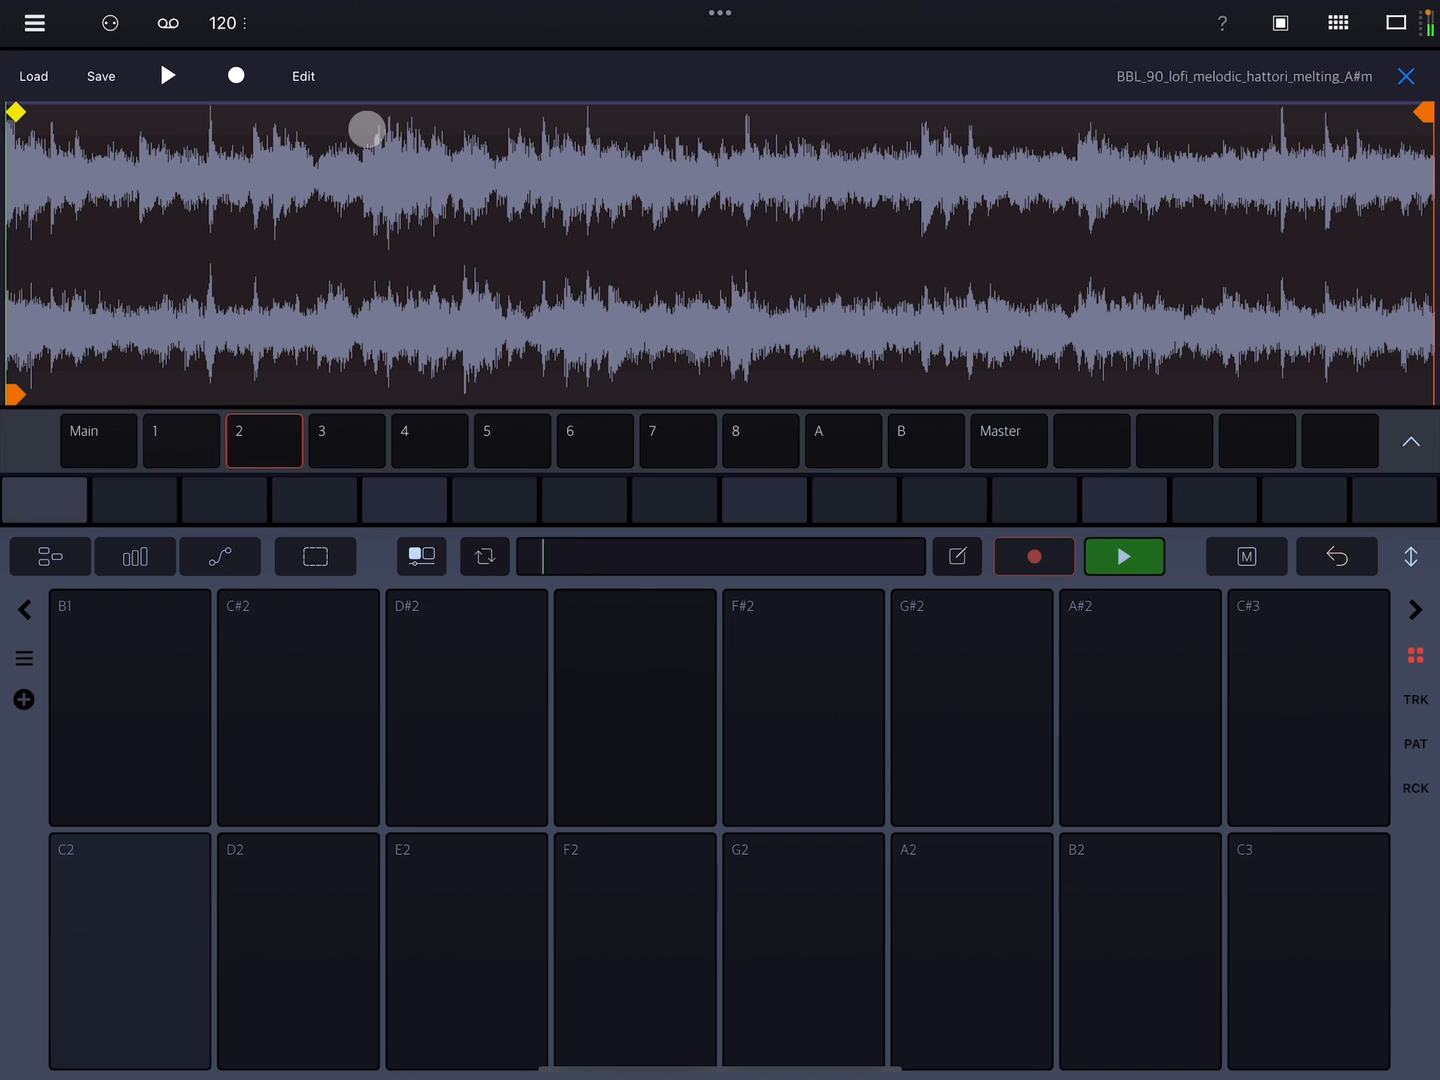 120
?
Load Save Edit BBL_90_lofi_melodic_hattori_melting_A#m
Main 1 2 3 4 5 6 7 8 A B Master
M
B1 C#2 D#2 F#2 G#2 A#2 C#3
TRK
PAT
RCK
C2 D2 E2 F2 G2 A2 B2 C3